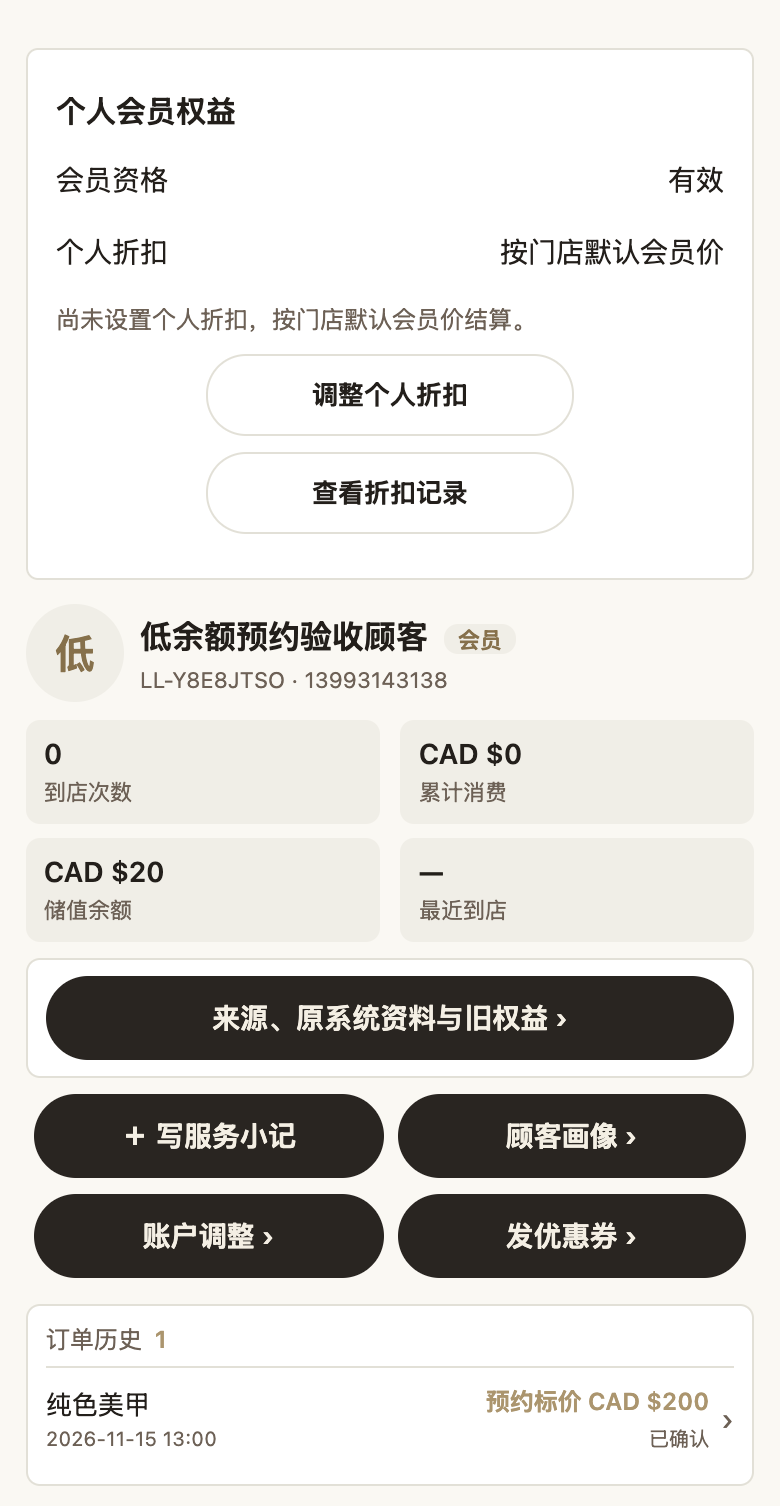 个人会员权益
会员资格 有效
个人折扣 按门店默认会员价
尚未设置个人折扣，按门店默认会员价结算。
调整个人折扣
查看折扣记录
低 低余额预约验收顾客 会员
LL-Y8E8JTSO · 13993143138
0 CAD $0
到店次数 累计消费
CAD $20 —
储值余额 最近到店
来源、原系统资料与旧权益 ›
+ 写服务小记 顾客画像 ›
账户调整 › 发优惠券 ›
订单历史 1
纯色美甲 预约标价 CAD $200 ›
2026-11-15 13:00 已确认